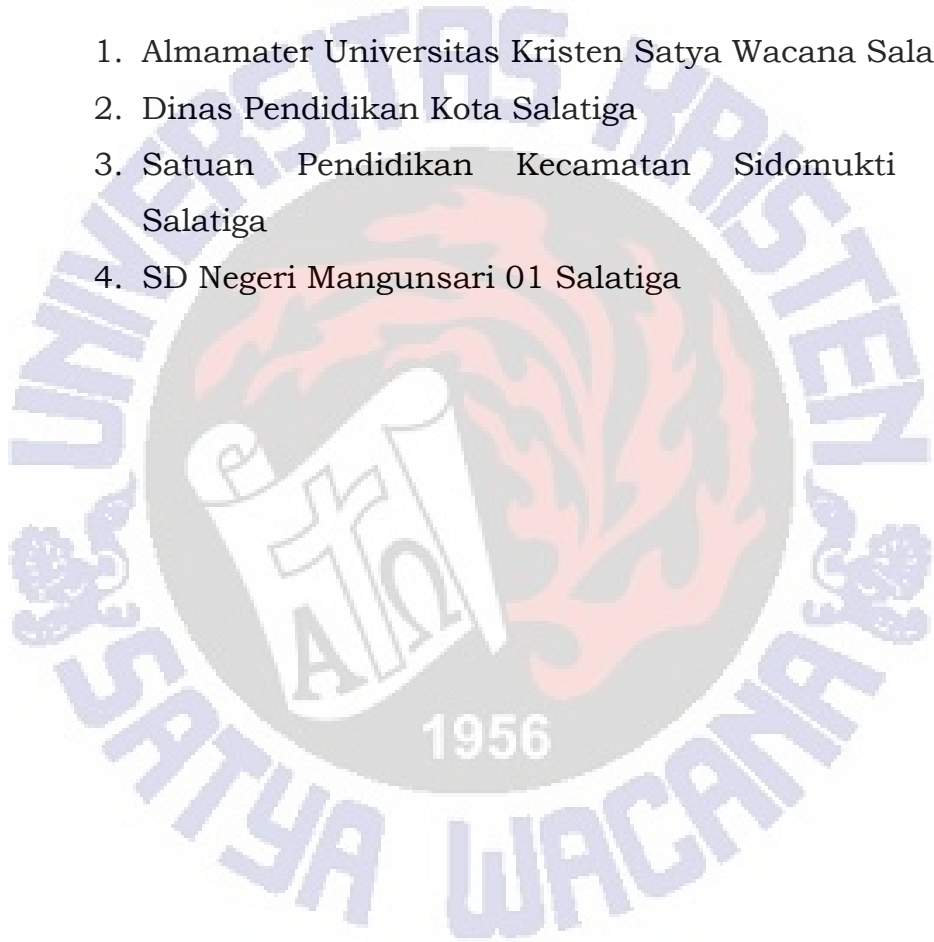 1. Almamater Universitas Kristen Satya Wacana Sala
2. Dinas Pendidikan Kota Salatiga
3. Satuan Pendidikan Kecamatan Sidomukti
Salatiga
4. SD Negeri Mangunsari 01 Salatiga
UNIVERSITAS KRISTEN
SATYA WACANA
ΑΩ
1956